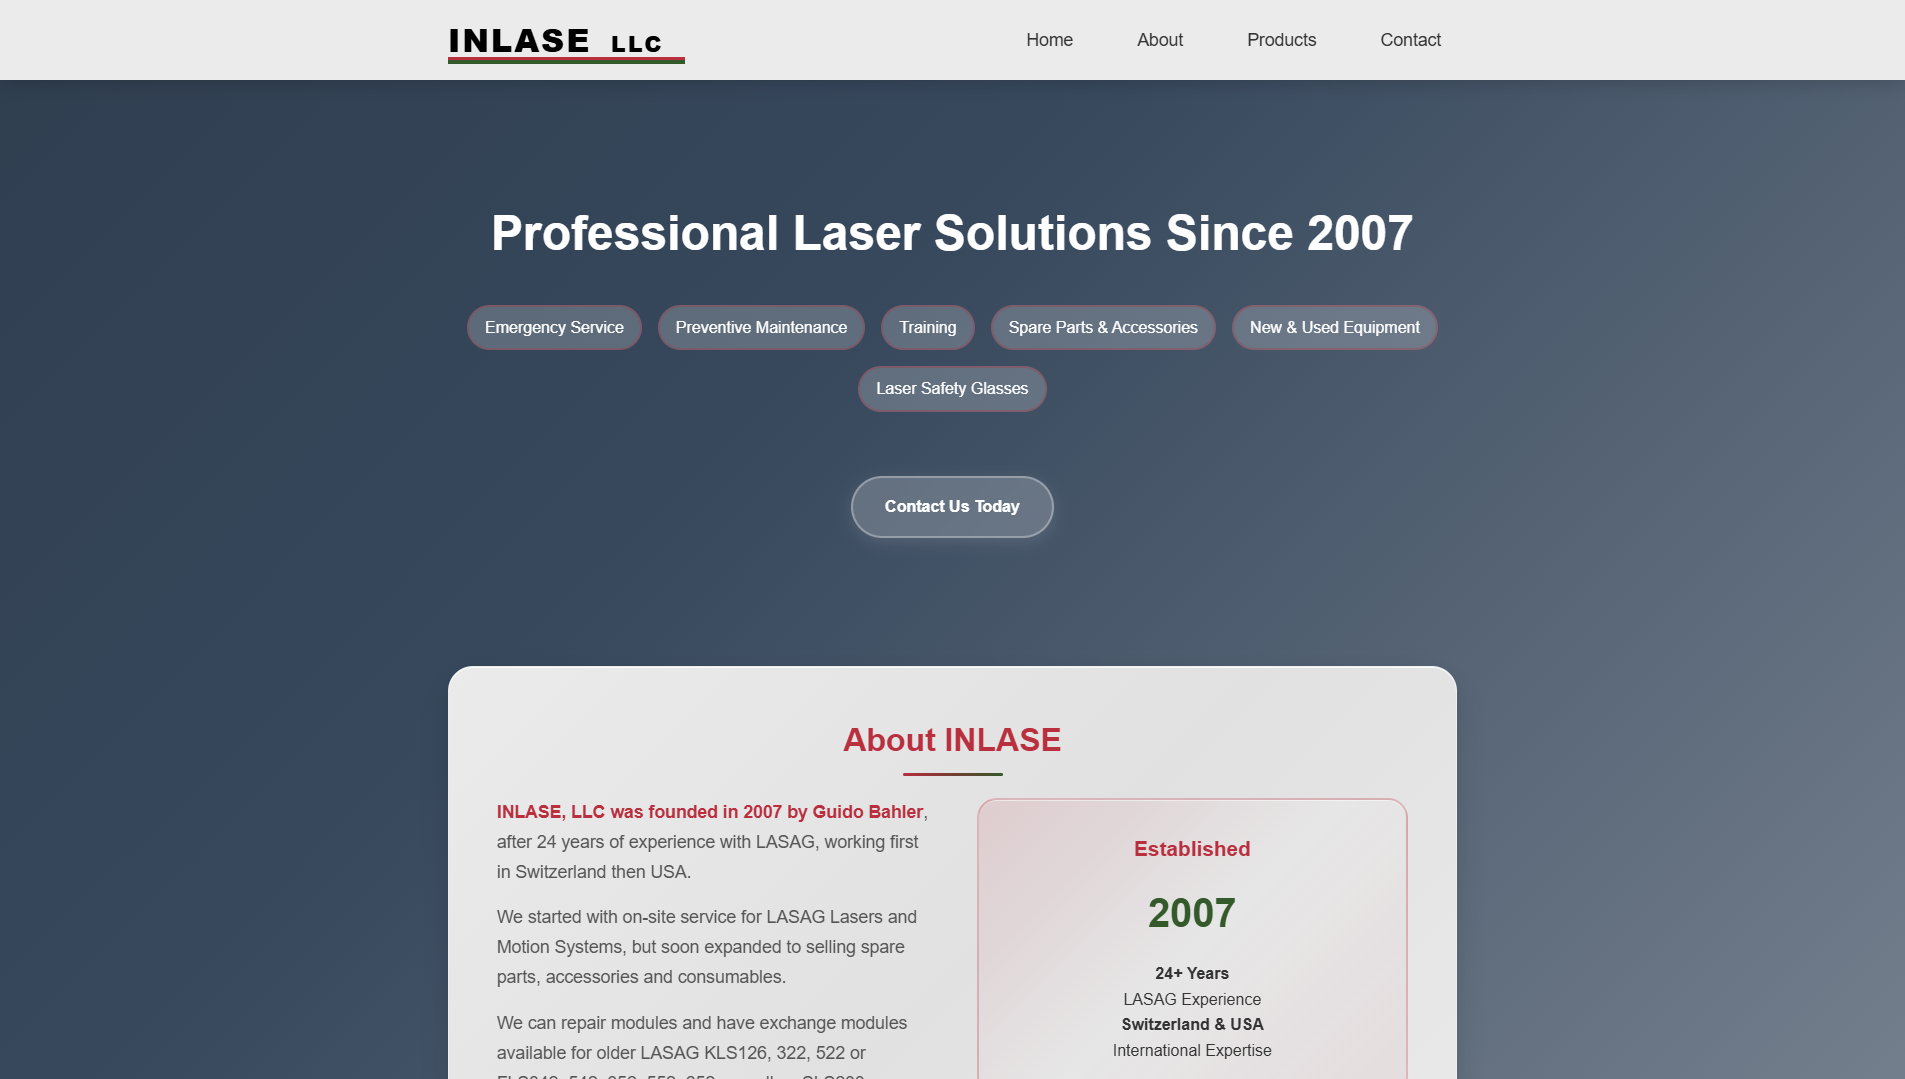 INLASE LLC
Home About Products Contact
Professional Laser Solutions Since 2007
Emergency Service
Preventive Maintenance
Training
Spare Parts & Accessories
New & Used Equipment
Laser Safety Glasses
Contact Us Today
About INLASE
INLASE, LLC was founded in 2007 by Guido Bahler,
after 24 years of experience with LASAG, working first
in Switzerland then USA.
We started with on-site service for LASAG Lasers and
Motion Systems, but soon expanded to selling spare
parts, accessories and consumables.
We can repair modules and have exchange modules
available for older LASAG KLS126, 322, 522 or
Established
2007
24+ Years
LASAG Experience
Switzerland & USA
International Expertise